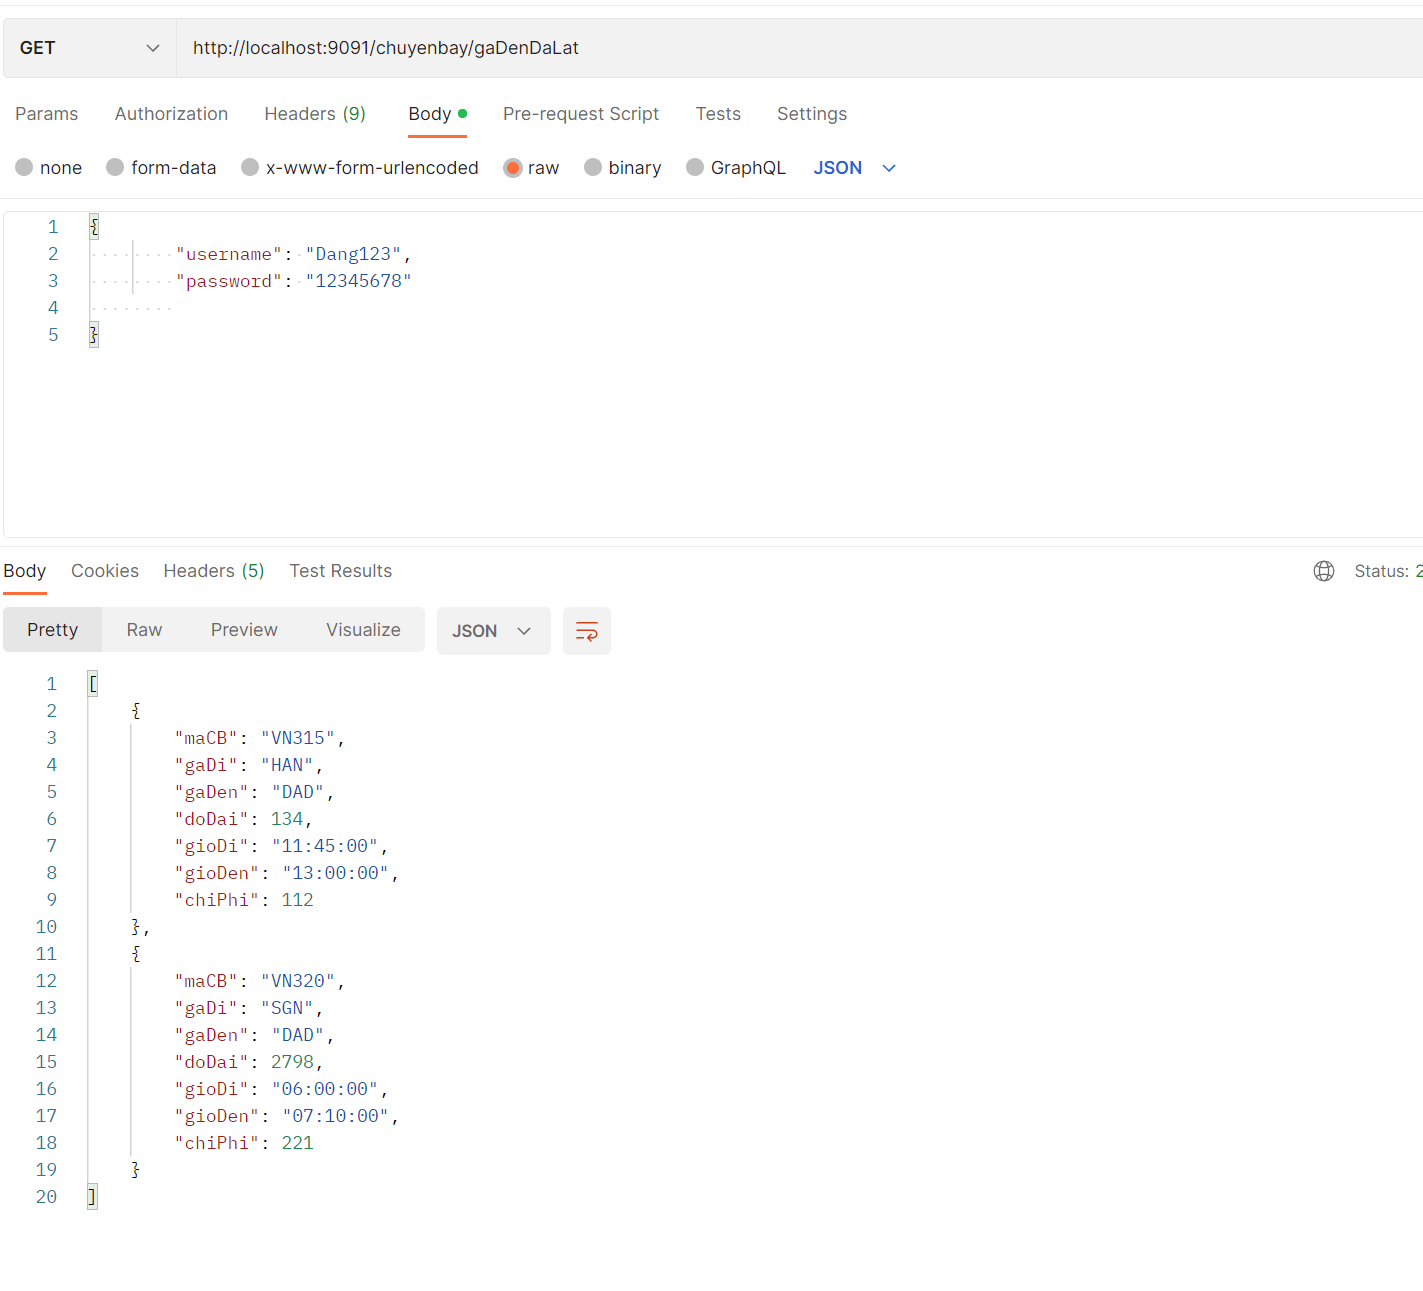 GET http://localhost:9091/chuyenbay/gaDenDaLat
Params Authorization Headers (9) Body Pre-request Script Tests Settings
none form-data x-www-form-urlencoded raw binary GraphQL JSON
1 {
2 "username": "Dang123",
3 "password": "12345678"
4
5 }
Body Cookies Headers (5) Test Results Status: 2
Pretty Raw Preview Visualize JSON
1 [
2 {
3 "maCB": "VN315",
4 "gaDi": "HAN",
5 "gaDen": "DAD",
6 "doDai": 134,
7 "gioDi": "11:45:00",
8 "gioDen": "13:00:00",
9 "chiPhi": 112
10 },
11 {
12 "maCB": "VN320",
13 "gaDi": "SGN",
14 "gaDen": "DAD",
15 "doDai": 2798,
16 "gioDi": "06:00:00",
17 "gioDen": "07:10:00",
18 "chiPhi": 221
19 }
20 ]